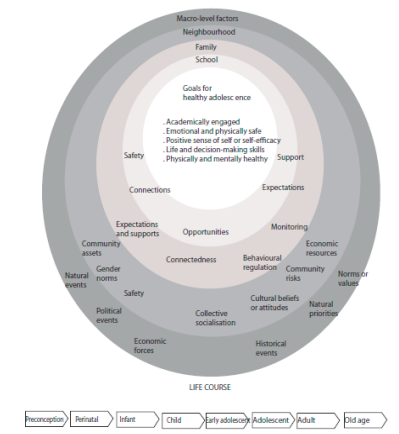 Macro-level factors
Neighbourhood
Family
School
Goals for
healthy adolesc ence
. Academically engaged
. Emotional and physically safe
. Positive sense of self or self-efficacy
. Life and decision-making skills
. Physically and mentally healthy
Safety
Support
Connections
Expectations
Expectations
and supports
Opportunities
Monitoring
Community
assets
Connectedness
Behavioural
regulation
Economic
resources
Natural
events
Gender
norms
Community
risks
Norms or
values
Safety
Cultural beliefs
or attitudes
Natural
priorities
Political
events
Collective
socialisation
Economic
forces
Historical
events
LIFE COURSE
Preconception
Perinatal
Infant
Child
Early adolescent
Adolescent
Adult
Old age